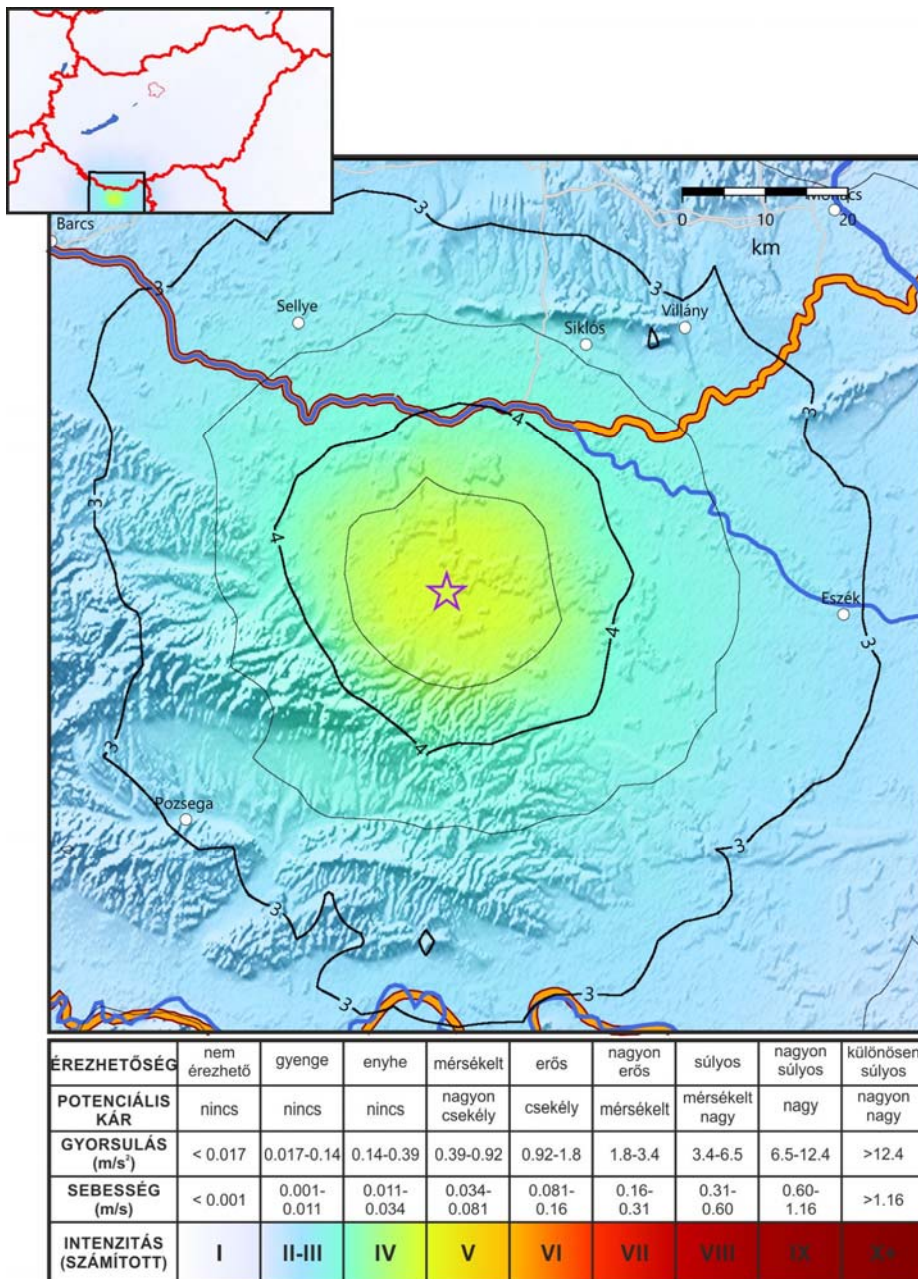 Mohács
0 10 20
km
Barcs
3
3
3
Sellye
Villány
Siklós
3
4
3
4
4
Eszék
3
4
3
Pozsega
3
3
3
3
ÉREZHETŐSÉG nem érezhető gyenge enyhe mérsékelt erős nagyon erős súlyos nagyon súlyos különösen súlyos
POTENCIÁLIS KÁR nincs nincs nincs nagyon csekély csekély mérsékelt mérsékelt nagy nagy nagyon nagy
GYORSULÁS (m/s²) < 0.017 0.017-0.14 0.14-0.39 0.39-0.92 0.92-1.8 1.8-3.4 3.4-6.5 6.5-12.4 >12.4
SEBESSÉG (m/s) < 0.001 0.001-0.011 0.011-0.034 0.034-0.081 0.081-0.16 0.16-0.31 0.31-0.60 0.60-1.16 >1.16
INTENZITÁS (SZÁMÍTOTT) I II-III IV V VI VII VIII IX X+